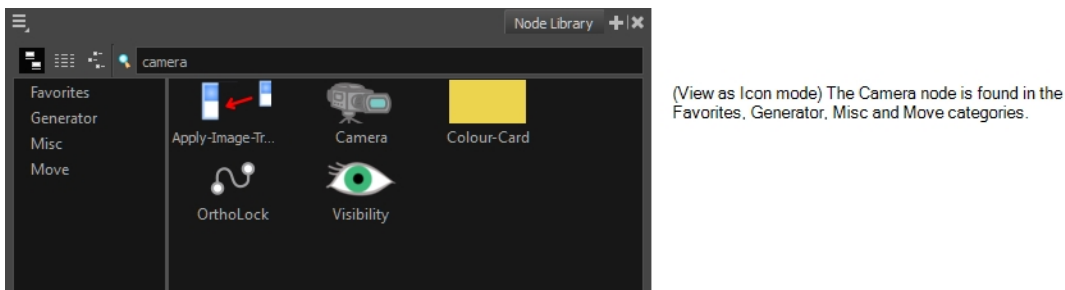 Node Library
camera
Favorites
Generator
Misc
Move
Apply-Image-Tr...
Camera
Colour-Card
OrthoLock
Visibility
(View as Icon mode) The Camera node is found in the
Favorites, Generator, Misc and Move categories.